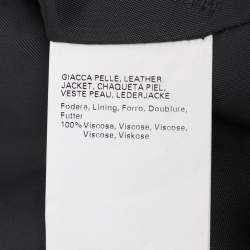 GIACCA PELLE, LEATHER
JACKET, CHAQUETA PIEL,
VESTE PEAU, LEDERJACKE
Fodera, Lining, Forro, Doublure,
Futter
100% Viscosa, Viscose, Viscose,
Viscosa, Viskose